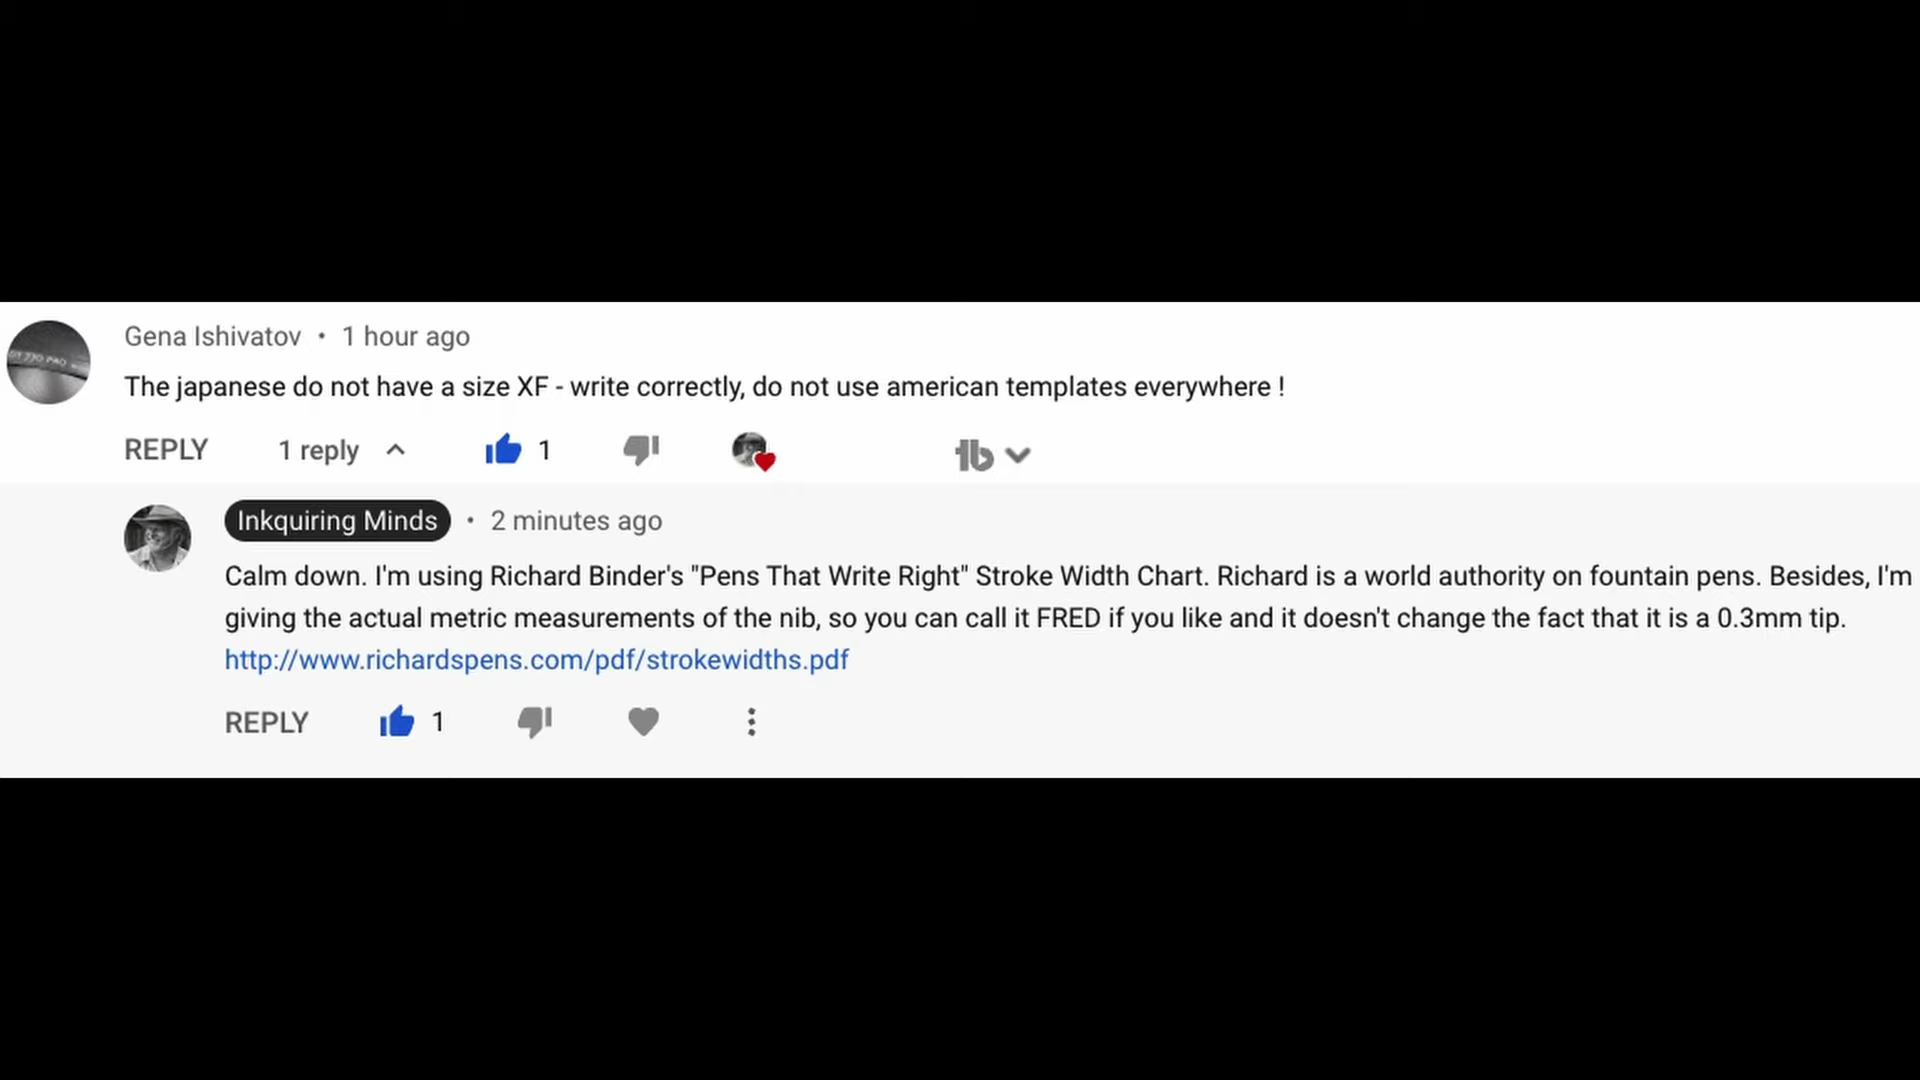 Gena Ishivatov • 1 hour ago
The japanese do not have a size XF - write correctly, do not use american templates everywhere !
REPLY 1 reply 1
Inkquiring Minds • 2 minutes ago
Calm down. I'm using Richard Binder's "Pens That Write Right" Stroke Width Chart. Richard is a world authority on fountain pens. Besides, I'm
giving the actual metric measurements of the nib, so you can call it FRED if you like and it doesn't change the fact that it is a 0.3mm tip.
http://www.richardspens.com/pdf/strokewidths.pdf
REPLY 1